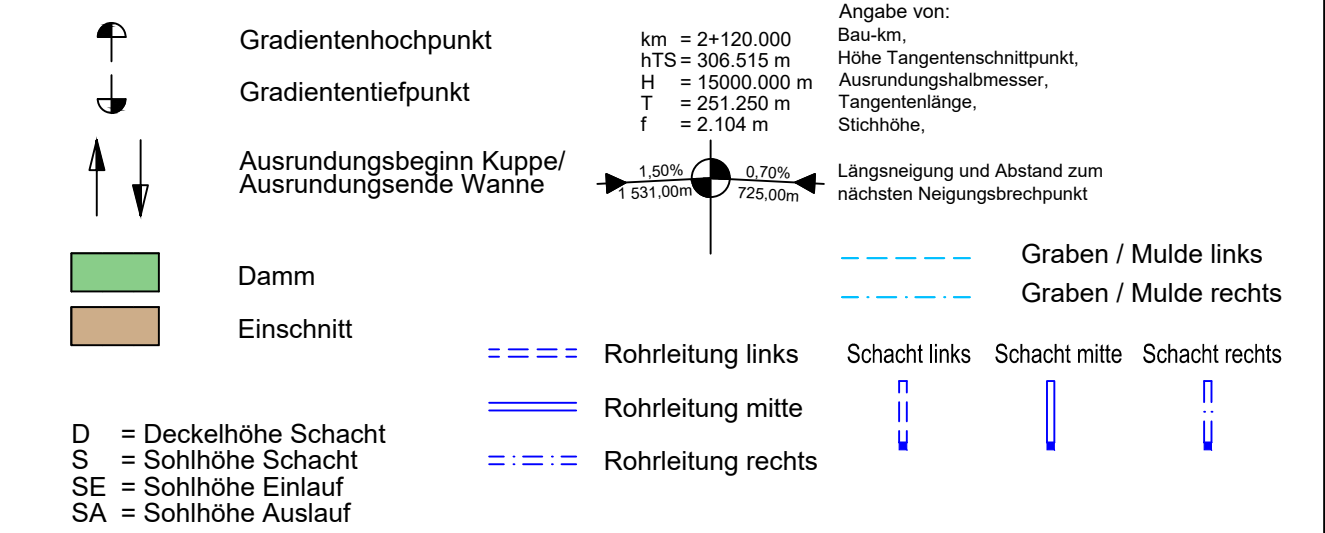 Gradientenhochpunkt
Gradiententiefpunkt
Ausrundungsbeginn Kuppe/
Ausrundungsende Wanne
Damm
Einschnitt
D = Deckelhöhe Schacht
S = Sohlhöhe Schacht
SE = Sohlhöhe Einlauf
SA = Sohlhöhe Auslauf
km = 2+120.000
hTS = 306.515 m
H = 15000.000 m
T = 251.250 m
f = 2.104 m
Angabe von:
Bau-km,
Höhe Tangentenschnittpunkt,
Ausrundungshalbmesser,
Tangentenlänge,
Stichhöhe,
1,50% 0,70%
1 531,00m 725,00m
Längsneigung und Abstand zum
nächsten Neigungsbrechpunkt
Graben / Mulde links
Graben / Mulde rechts
Rohrleitung links
Rohrleitung mitte
Rohrleitung rechts
Schacht links Schacht mitte Schacht rechts